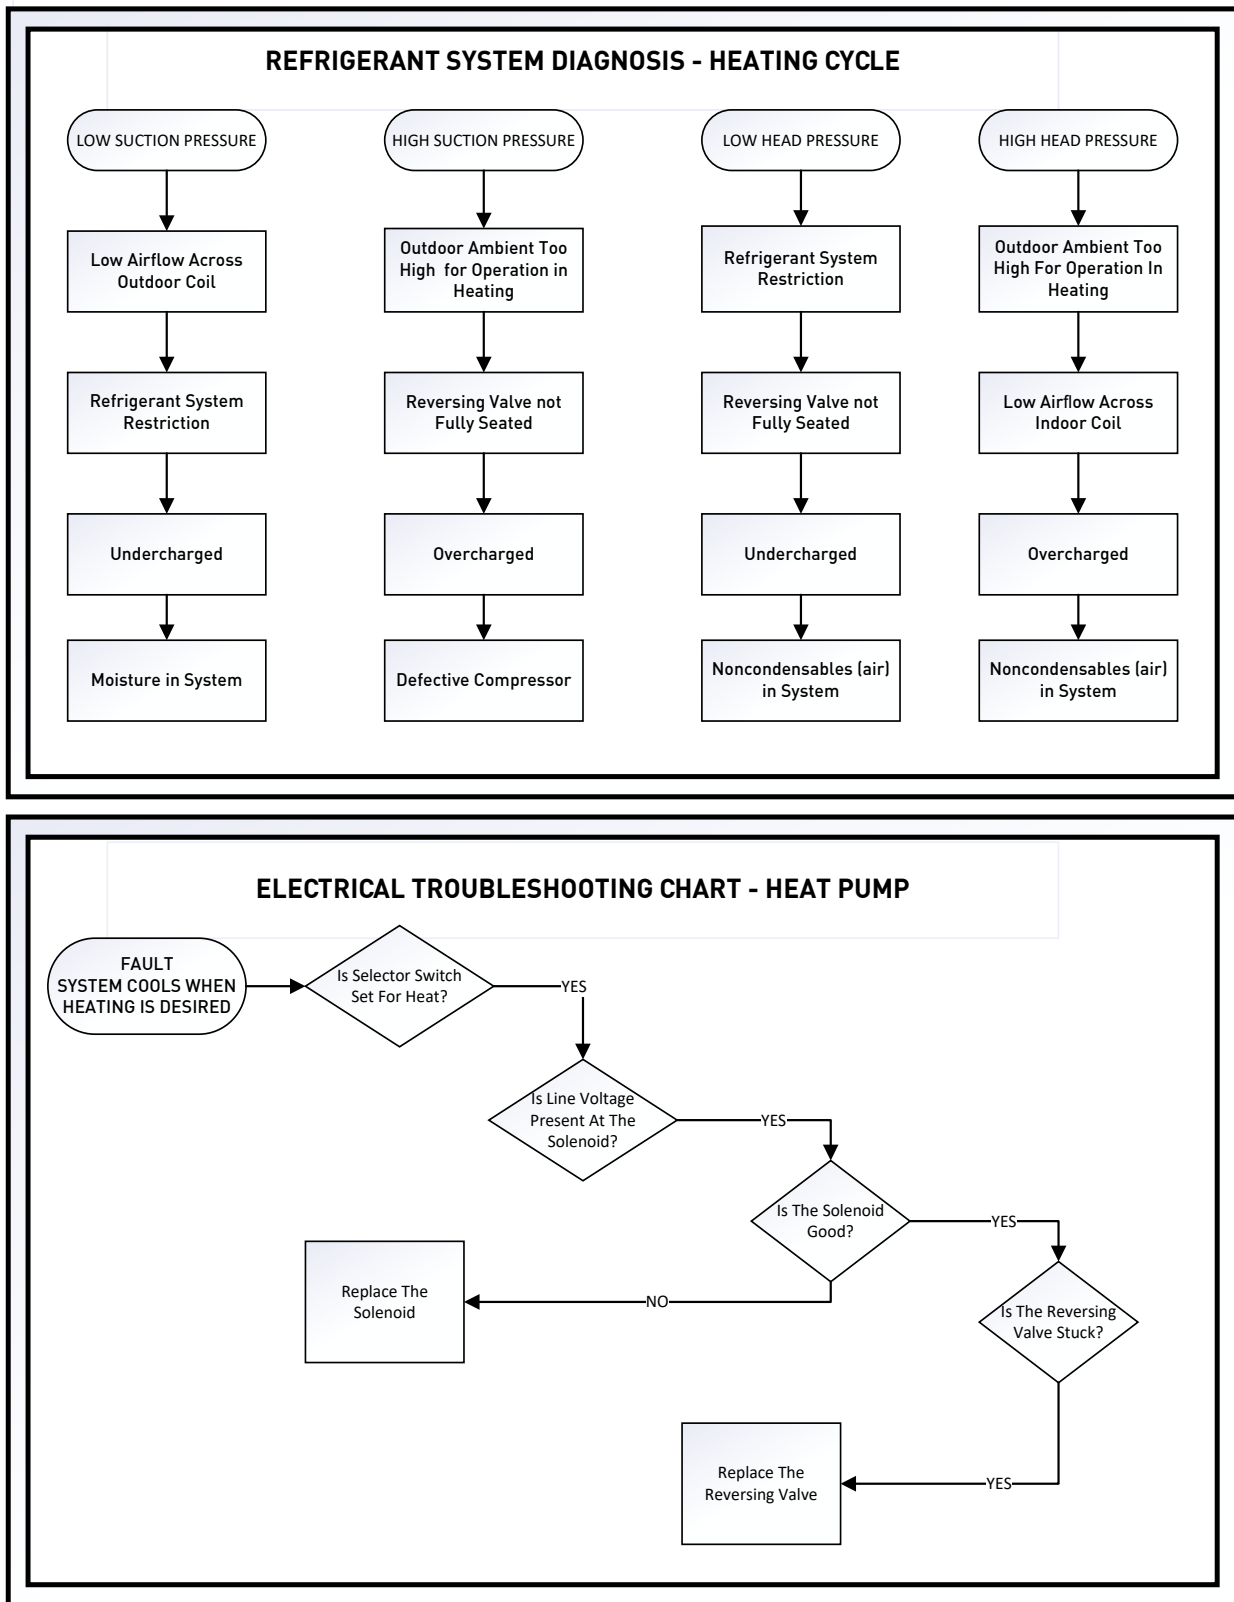 REFRIGERANT SYSTEM DIAGNOSIS - HEATING CYCLE
LOW SUCTION PRESSURE
Low Airflow Across
Outdoor Coil
Refrigerant System
Restriction
Undercharged
Moisture in System
HIGH SUCTION PRESSURE
Outdoor Ambient Too
High for Operation in
Heating
Reversing Valve not
Fully Seated
Overcharged
Defective Compressor
LOW HEAD PRESSURE
Refrigerant System
Restriction
Reversing Valve not
Fully Seated
Undercharged
Noncondensables (air)
in System
HIGH HEAD PRESSURE
Outdoor Ambient Too
High For Operation In
Heating
Low Airflow Across
Indoor Coil
Overcharged
Noncondensables (air)
in System
ELECTRICAL TROUBLESHOOTING CHART - HEAT PUMP
FAULT
SYSTEM COOLS WHEN
HEATING IS DESIRED
Is Selector Switch
Set For Heat?
YES
Is Line Voltage
Present At The
Solenoid?
YES
Is The Solenoid
Good?
YES
NO
Replace The
Solenoid
Is The Reversing
Valve Stuck?
YES
Replace The
Reversing Valve